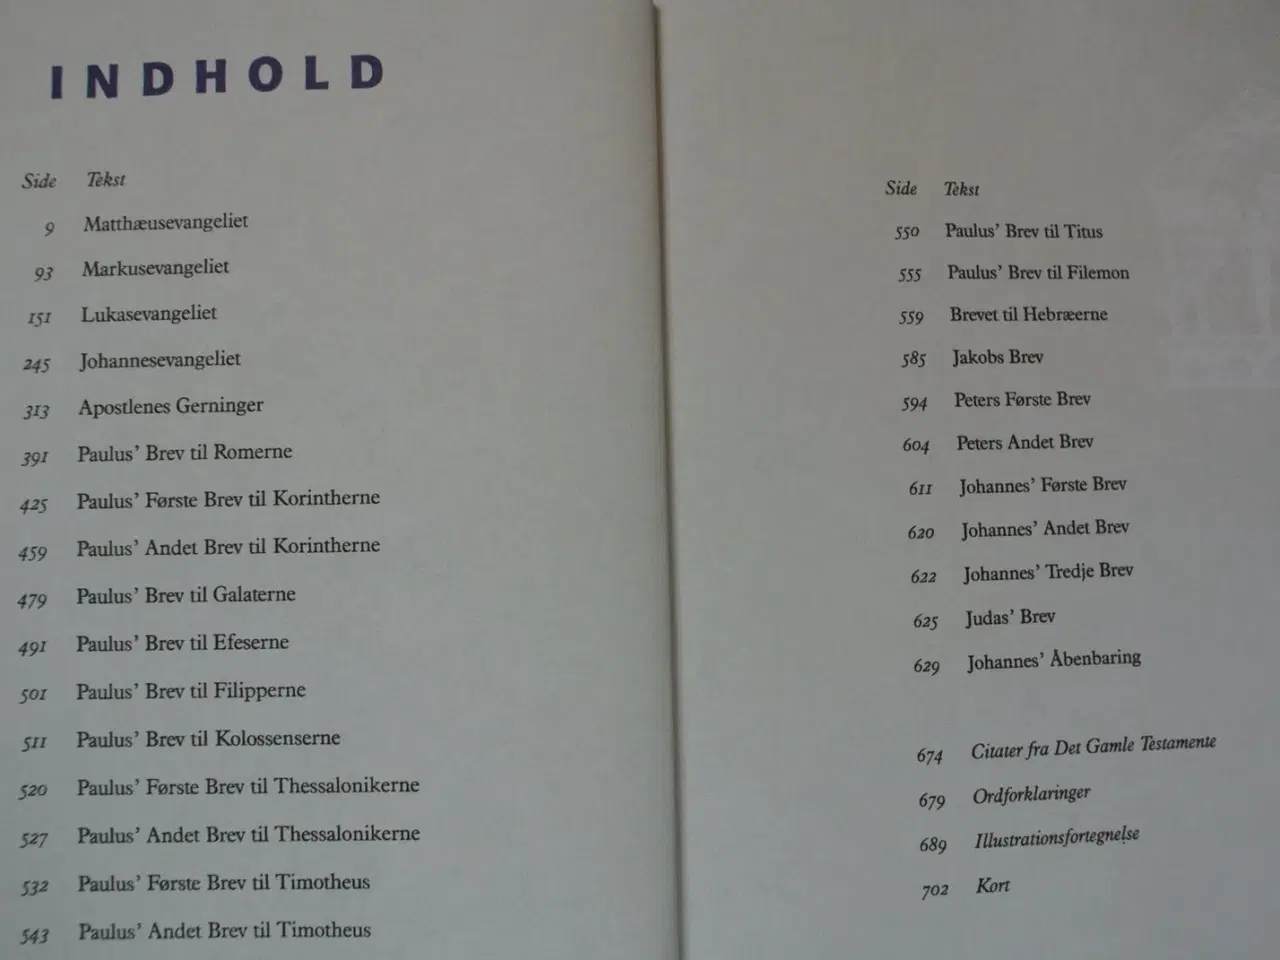 INDHOLD
Side Tekst
9 Matthæusevangeliet
93 Markusevangeliet
151 Lukasevangeliet
245 Johannesevangeliet
313 Apostlenes Gerninger
391 Paulus’ Brev til Romerne
425 Paulus’ Første Brev til Korintherne
459 Paulus’ Andet Brev til Korintherne
479 Paulus’ Brev til Galaterne
491 Paulus’ Brev til Efeserne
501 Paulus’ Brev til Filipperne
511 Paulus’ Brev til Kolossenserne
520 Paulus’ Første Brev til Thessalonikerne
527 Paulus’ Andet Brev til Thessalonikerne
532 Paulus’ Første Brev til Timotheus
543 Paulus’ Andet Brev til Timotheus
Side Tekst
550 Paulus’ Brev til Titus
555 Paulus’ Brev til Filemon
559 Brevet til Hebræerne
585 Jakobs Brev
594 Peters Første Brev
604 Peters Andet Brev
611 Johannes’ Første Brev
620 Johannes’ Andet Brev
622 Johannes’ Tredje Brev
625 Judas’ Brev
629 Johannes’ Åbenbaring
674 Citater fra Det Gamle Testamente
679 Ordforklaringer
689 Illustrationsfortegnelse
702 Kort